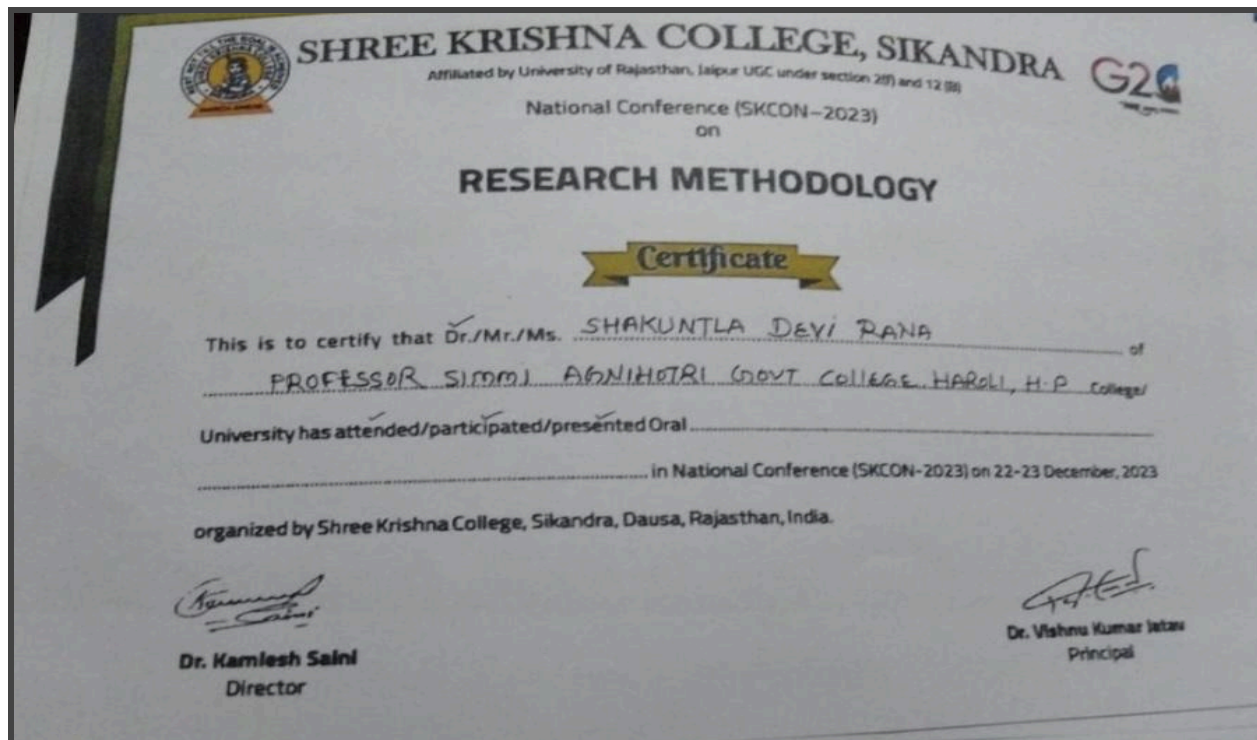 SHREE KRISHNA COLLEGE, SIKANDRA
Affiliated by University of Rajasthan, Jaipur UGC under section 2(f) and 12 (B)
G20
National Conference (SKCON-2023)
on
RESEARCH METHODOLOGY
Certificate
This is to certify that Dr./Mr./Ms. SHAKUNTLA DEVI RANA of
PROFESSOR SIMMI AGNIHOTRI GOVT COllEGE HAROLI, H.P College/
University has attended/participated/presented Oral
in National Conference (SKCON-2023) on 22-23 December, 2023
organized by Shree Krishna College, Sikandra, Dausa, Rajasthan, India.
Dr. Kamlesh Saini
Director
Dr. Vishnu Kumar Jatav
Principal